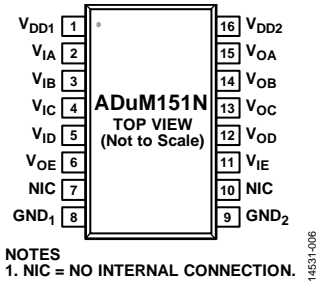 VDD1 1 16 VDD2
VIA 2 15 VOA
VIB 3 14 VOB
VIC 4 ADuM151N 13 VOC
VID 5 TOP VIEW (Not to Scale) 12 VOD
VOE 6 11 VIE
NIC 7 10 NIC
GND1 8 9 GND2
NOTES
1. NIC = NO INTERNAL CONNECTION.
14531-006